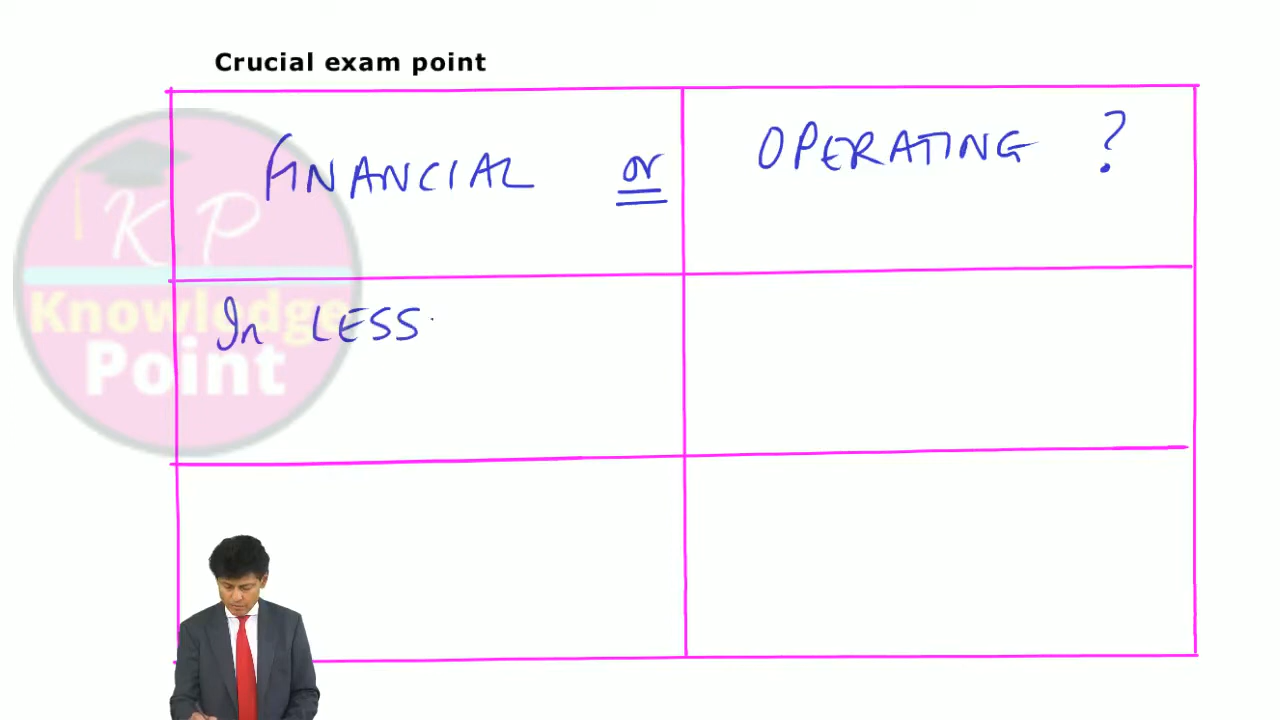 Crucial exam point
FINANCIAL or OPERATING ?
K P
Knowledge
Point
In LESS